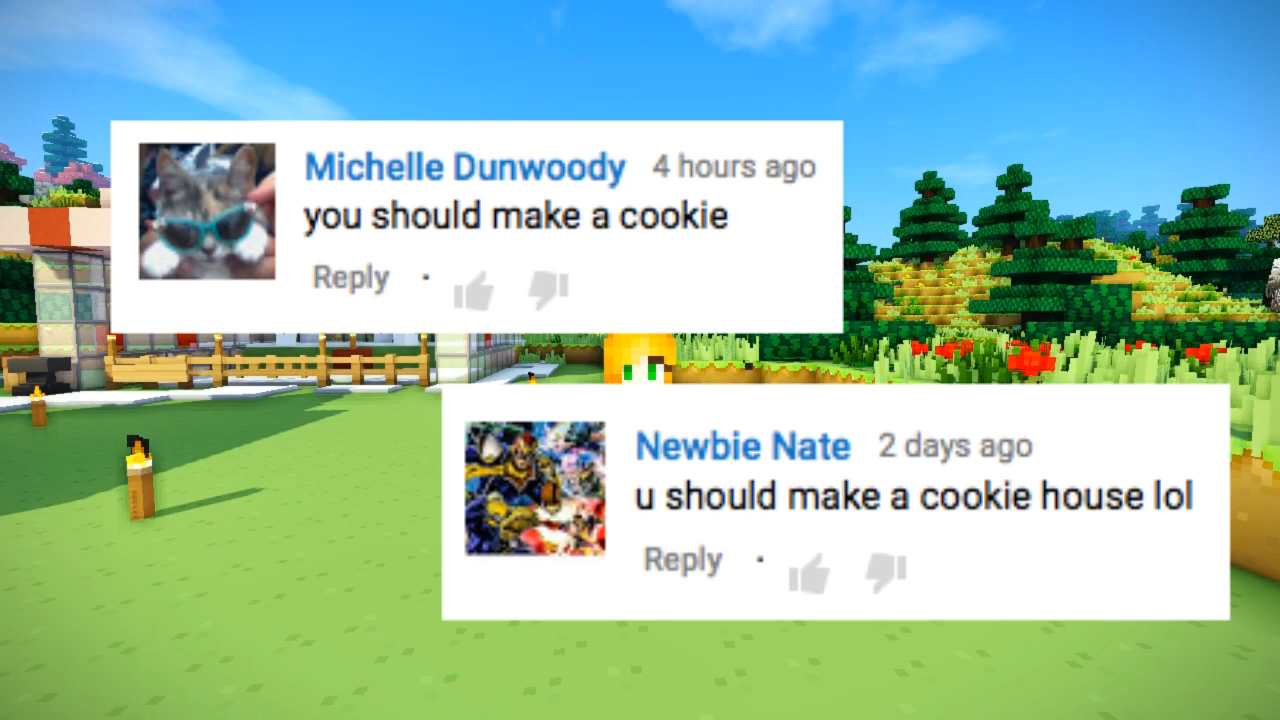 Michelle Dunwoody 4 hours ago
you should make a cookie
Reply ·
Newbie Nate 2 days ago
u should make a cookie house lol
Reply ·